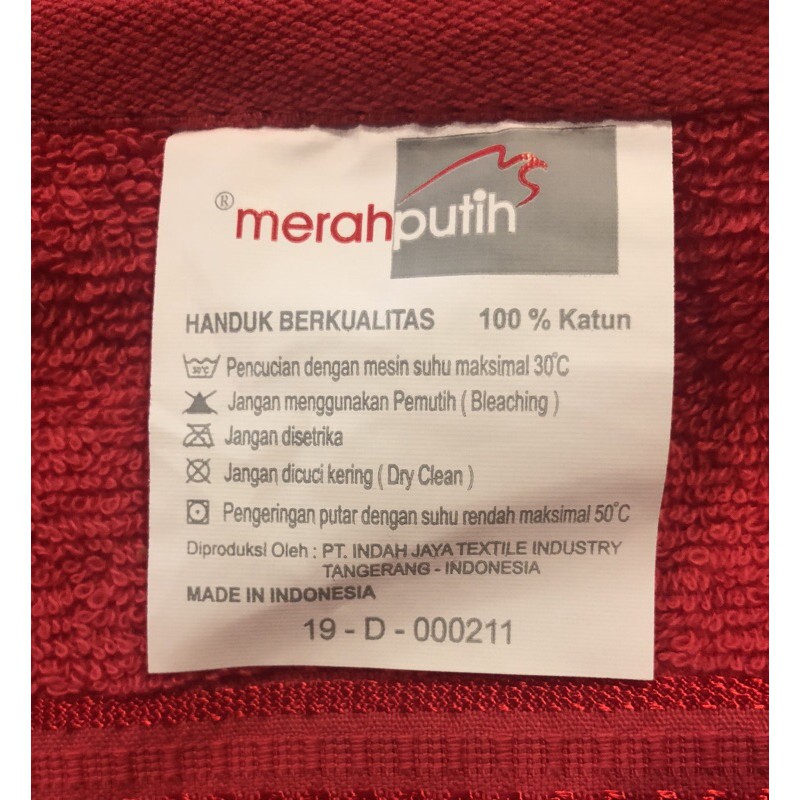 ® merahputih
HANDUK BERKUALITAS 100 % Katun
30°C Pencucian dengan mesin suhu maksimal 30°C
Jangan menggunakan Pemutih ( Bleaching )
Jangan disetrika
Jangan dicuci kering ( Dry Clean )
Pengeringan putar dengan suhu rendah maksimal 50°C
Diproduksi Oleh : PT. INDAH JAYA TEXTILE INDUSTRY
TANGERANG - INDONESIA
MADE IN INDONESIA
19 - D - 000211